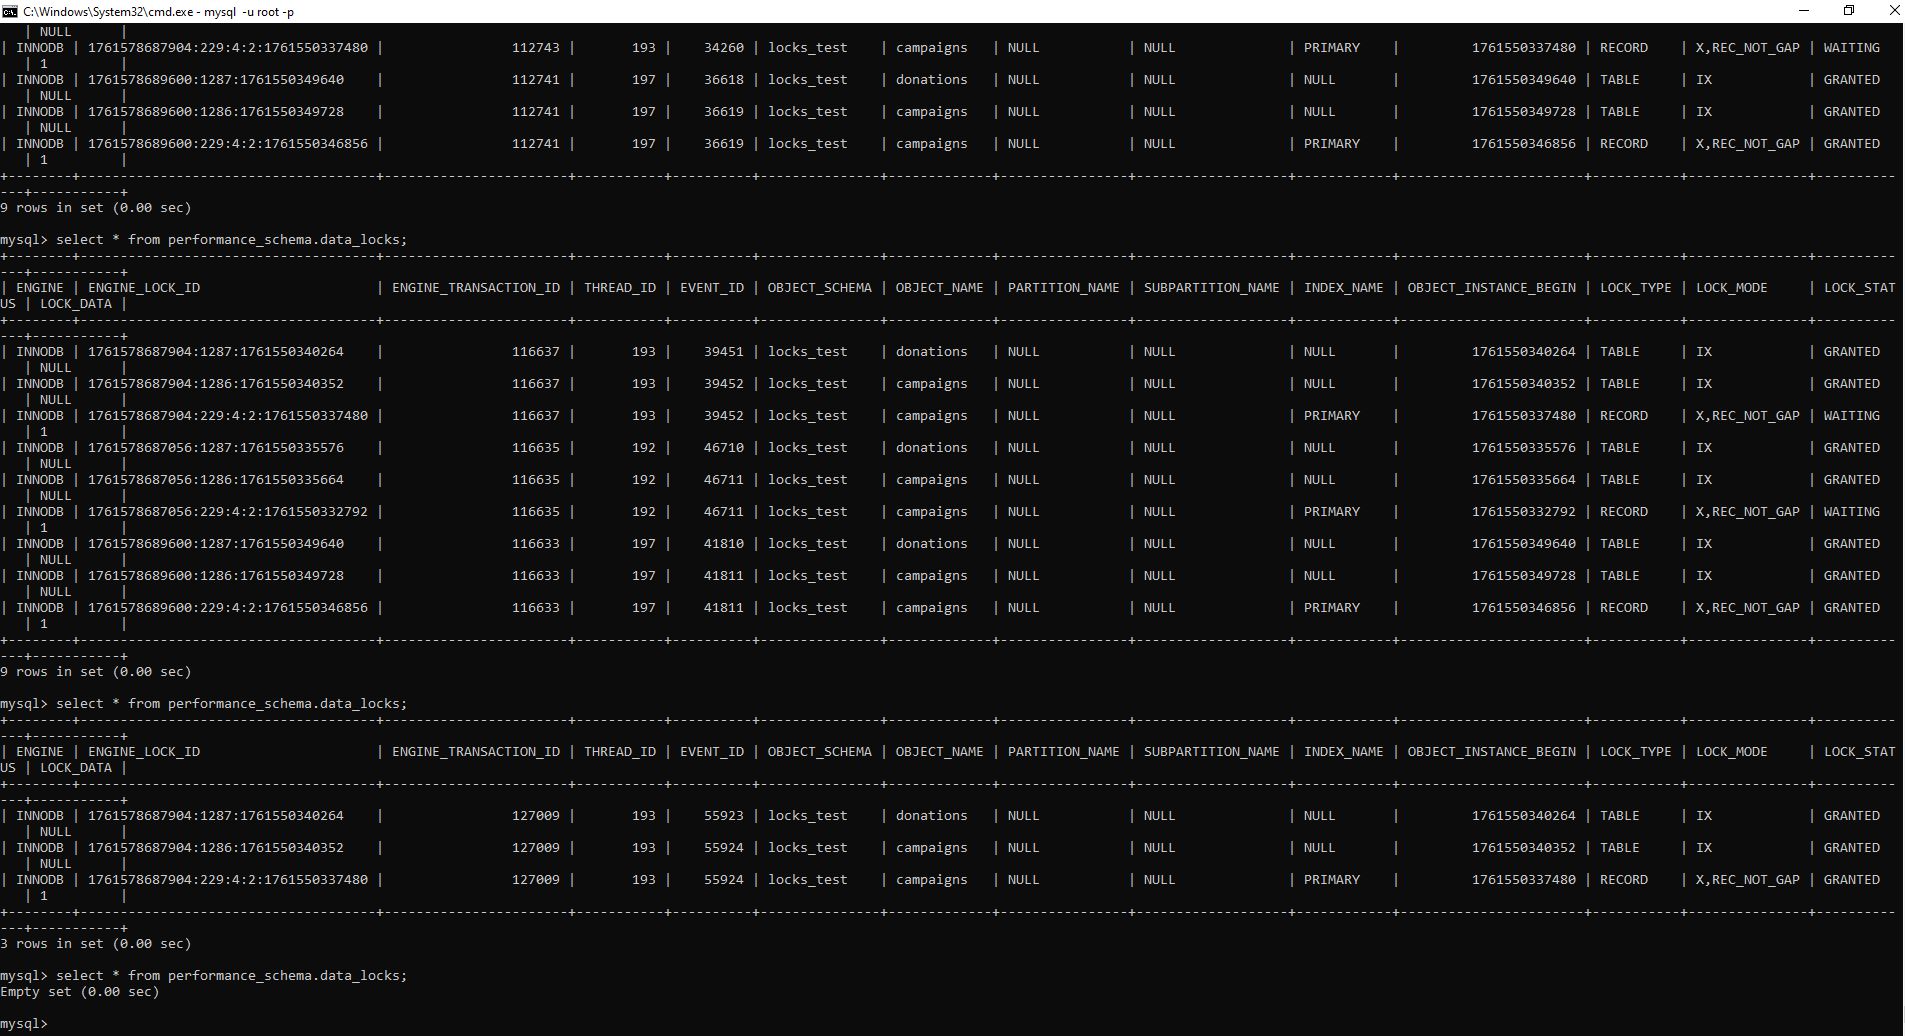 C:\Windows\System32\cmd.exe - mysql  -u root -p
   | NULL      |
| INNODB | 1761578687904:229:4:2:1761550337480 |                112743 |       193 |    34260 | locks_test    | campaigns   | NULL           | NULL              | PRIMARY    |         1761550337480 | RECORD    | X,REC_NOT_GAP | WAITING
   | 1         |
| INNODB | 1761578689600:1287:1761550349640    |                112741 |       197 |    36618 | locks_test    | donations   | NULL           | NULL              | NULL       |         1761550349640 | TABLE     | IX            | GRANTED
   | NULL      |
| INNODB | 1761578689600:1286:1761550349728    |                112741 |       197 |    36619 | locks_test    | campaigns   | NULL           | NULL              | NULL       |         1761550349728 | TABLE     | IX            | GRANTED
   | NULL      |
| INNODB | 1761578689600:229:4:2:1761550346856 |                112741 |       197 |    36619 | locks_test    | campaigns   | NULL           | NULL              | PRIMARY    |         1761550346856 | RECORD    | X,REC_NOT_GAP | GRANTED
   | 1         |
+--------+-------------------------------------+-----------------------+-----------+----------+---------------+-------------+----------------+-------------------+------------+-----------------------+-----------+---------------+----------
---+-----------+
9 rows in set (0.00 sec)
mysql> select * from performance_schema.data_locks;
+--------+-------------------------------------+-----------------------+-----------+----------+---------------+-------------+----------------+-------------------+------------+-----------------------+-----------+---------------+----------
---+-----------+
| ENGINE | ENGINE_LOCK_ID                      | ENGINE_TRANSACTION_ID | THREAD_ID | EVENT_ID | OBJECT_SCHEMA | OBJECT_NAME | PARTITION_NAME | SUBPARTITION_NAME | INDEX_NAME | OBJECT_INSTANCE_BEGIN | LOCK_TYPE | LOCK_MODE     | LOCK_STAT
US | LOCK_DATA |
+--------+-------------------------------------+-----------------------+-----------+----------+---------------+-------------+----------------+-------------------+------------+-----------------------+-----------+---------------+----------
---+-----------+
| INNODB | 1761578687904:1287:1761550340264    |                116637 |       193 |    39451 | locks_test    | donations   | NULL           | NULL              | NULL       |         1761550340264 | TABLE     | IX            | GRANTED
   | NULL      |
| INNODB | 1761578687904:1286:1761550340352    |                116637 |       193 |    39452 | locks_test    | campaigns   | NULL           | NULL              | NULL       |         1761550340352 | TABLE     | IX            | GRANTED
   | NULL      |
| INNODB | 1761578687904:229:4:2:1761550337480 |                116637 |       193 |    39452 | locks_test    | campaigns   | NULL           | NULL              | PRIMARY    |         1761550337480 | RECORD    | X,REC_NOT_GAP | WAITING
   | 1         |
| INNODB | 1761578687056:1287:1761550335576    |                116635 |       192 |    46710 | locks_test    | donations   | NULL           | NULL              | NULL       |         1761550335576 | TABLE     | IX            | GRANTED
   | NULL      |
| INNODB | 1761578687056:1286:1761550335664    |                116635 |       192 |    46711 | locks_test    | campaigns   | NULL           | NULL              | NULL       |         1761550335664 | TABLE     | IX            | GRANTED
   | NULL      |
| INNODB | 1761578687056:229:4:2:1761550332792 |                116635 |       192 |    46711 | locks_test    | campaigns   | NULL           | NULL              | PRIMARY    |         1761550332792 | RECORD    | X,REC_NOT_GAP | WAITING
   | 1         |
| INNODB | 1761578689600:1287:1761550349640    |                116633 |       197 |    41810 | locks_test    | donations   | NULL           | NULL              | NULL       |         1761550349640 | TABLE     | IX            | GRANTED
   | NULL      |
| INNODB | 1761578689600:1286:1761550349728    |                116633 |       197 |    41811 | locks_test    | campaigns   | NULL           | NULL              | NULL       |         1761550349728 | TABLE     | IX            | GRANTED
   | NULL      |
| INNODB | 1761578689600:229:4:2:1761550346856 |                116633 |       197 |    41811 | locks_test    | campaigns   | NULL           | NULL              | PRIMARY    |         1761550346856 | RECORD    | X,REC_NOT_GAP | GRANTED
   | 1         |
+--------+-------------------------------------+-----------------------+-----------+----------+---------------+-------------+----------------+-------------------+------------+-----------------------+-----------+---------------+----------
---+-----------+
9 rows in set (0.00 sec)
mysql> select * from performance_schema.data_locks;
+--------+-------------------------------------+-----------------------+-----------+----------+---------------+-------------+----------------+-------------------+------------+-----------------------+-----------+---------------+----------
---+-----------+
| ENGINE | ENGINE_LOCK_ID                      | ENGINE_TRANSACTION_ID | THREAD_ID | EVENT_ID | OBJECT_SCHEMA | OBJECT_NAME | PARTITION_NAME | SUBPARTITION_NAME | INDEX_NAME | OBJECT_INSTANCE_BEGIN | LOCK_TYPE | LOCK_MODE     | LOCK_STAT
US | LOCK_DATA |
+--------+-------------------------------------+-----------------------+-----------+----------+---------------+-------------+----------------+-------------------+------------+-----------------------+-----------+---------------+----------
---+-----------+
| INNODB | 1761578687904:1287:1761550340264    |                127009 |       193 |    55923 | locks_test    | donations   | NULL           | NULL              | NULL       |         1761550340264 | TABLE     | IX            | GRANTED
   | NULL      |
| INNODB | 1761578687904:1286:1761550340352    |                127009 |       193 |    55924 | locks_test    | campaigns   | NULL           | NULL              | NULL       |         1761550340352 | TABLE     | IX            | GRANTED
   | NULL      |
| INNODB | 1761578687904:229:4:2:1761550337480 |                127009 |       193 |    55924 | locks_test    | campaigns   | NULL           | NULL              | PRIMARY    |         1761550337480 | RECORD    | X,REC_NOT_GAP | GRANTED
   | 1         |
+--------+-------------------------------------+-----------------------+-----------+----------+---------------+-------------+----------------+-------------------+------------+-----------------------+-----------+---------------+----------
---+-----------+
3 rows in set (0.00 sec)
mysql> select * from performance_schema.data_locks;
Empty set (0.00 sec)
mysql>